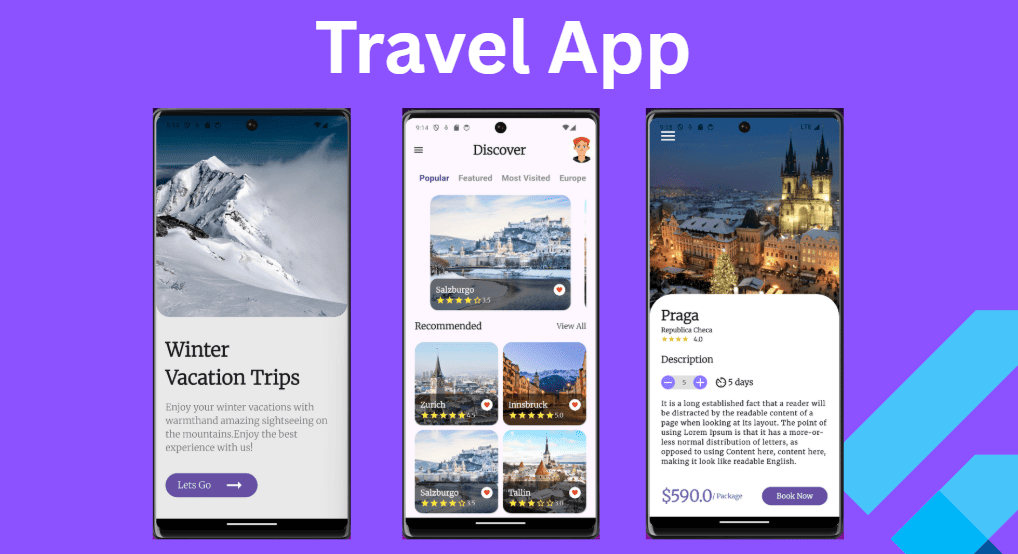 Travel App
Winter
Vacation Trips
Enjoy your winter vacations with
warmthand amazing sightseeing on
the mountains.Enjoy the best
experience with us!
Lets Go
9:14
Discover
Popular Featured Most Visited Europe
Salzburgo
3.5
Recommended View All
Zurich
4.5
Innsbruck
5.0
Salzburgo
3.5
Tallin
3.0
LTE
Praga
Republica Checa
4.0
Description
5
5 days
It is a long established fact that a reader will
be distracted by the readable content of a
page when looking at its layout. The point of
using Lorem Ipsum is that it has a more-or-
less normal distribution of letters, as
opposed to using Content here, content here,
making it look like readable English.
$590.0/ Package
Book Now